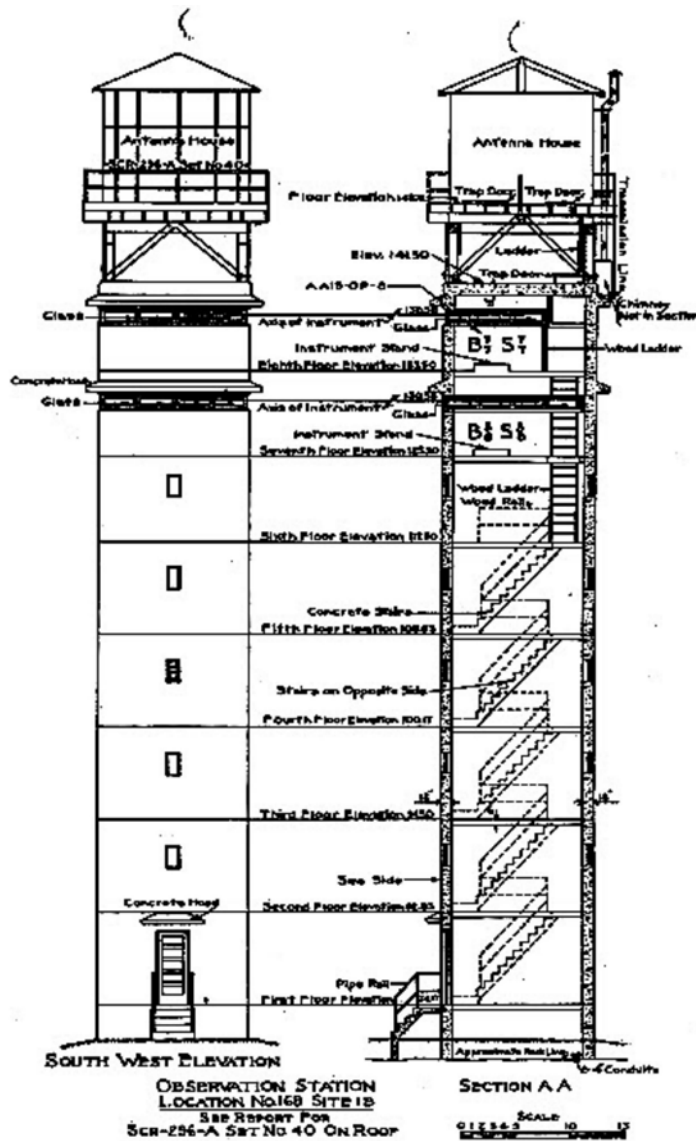 Antenna House
SCR-296-A Set No 40
Glass
Concrete Hood
Glass
Concrete Hood
SOUTH WEST ELEVATION
Antenna House
Floor Elevation
Trap Door
Trap Door
Transmission Line
Elev. 141.50
Ladder
Trap Door
AAIS-OP-8
Chimney
Not in Section
Axis of Instrument
Glass
Instrument Stand
B S
Wood Ladder
Eighth Floor Elevation
Axis of Instrument
Glass
Instrument Stand
B S
Seventh Floor Elevation
Wood Ladder
Wood Rail
Sixth Floor Elevation
Concrete Stairs
Fifth Floor Elevation
Stairs on Opposite Side
Fourth Floor Elevation
Third Floor Elevation
See Side
Second Floor Elevation
Pipe Rail
First Floor Elevation
Approximate Rock Line
6-4" Conduits
SECTION A A
OBSERVATION STATION
LOCATION No.168 SITE 1B
SEE REPORT FOR
SCR-296-A SET NO. 40 ON ROOF
SCALE
0 1 2 3 4 5 10 15